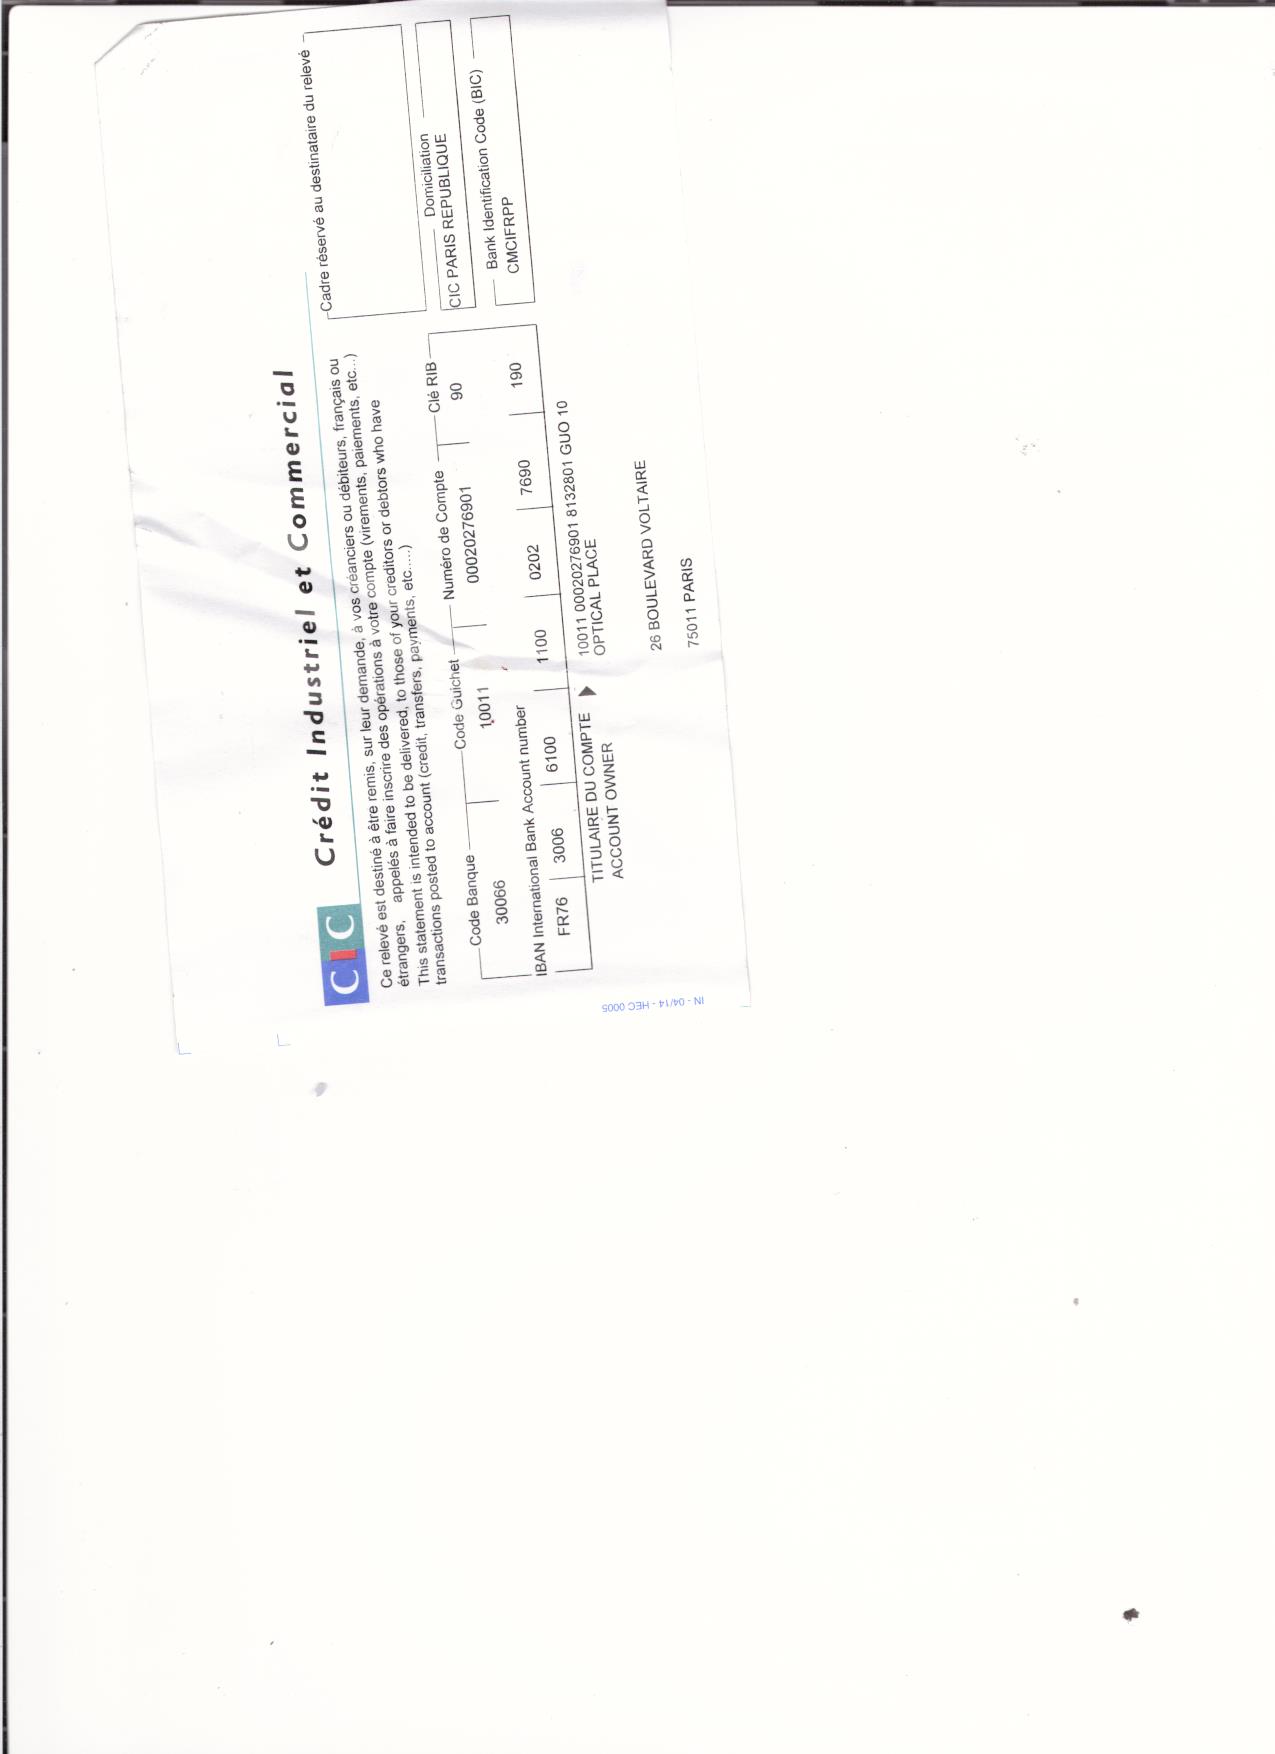 CIC Crédit Industriel et Commercial
Cadre réservé au destinataire du relevé
Ce relevé est destiné à être remis, sur leur demande, à vos créanciers ou débiteurs, français ou
étrangers, appelés à faire inscrire des opérations à votre compte (virements, paiements, etc...)
This statement is intended to be delivered, to those of your creditors or debtors who have
transactions posted to account (credit, transfers, payments, etc.....)
Code Banque Code Guichet Numéro de Compte Clé RIB
30066 10011 00020276901 90
Domiciliation
CIC PARIS REPUBLIQUE
IBAN International Bank Account number
FR76 3006 6100 1100 0202 7690 190
Bank Identification Code (BIC)
CMCIFRPP
TITULAIRE DU COMPTE
ACCOUNT OWNER
10011 00020276901 8132801 GUO 10
OPTICAL PLACE
26 BOULEVARD VOLTAIRE
75011 PARIS
IN - 04/14 - HEC 0005